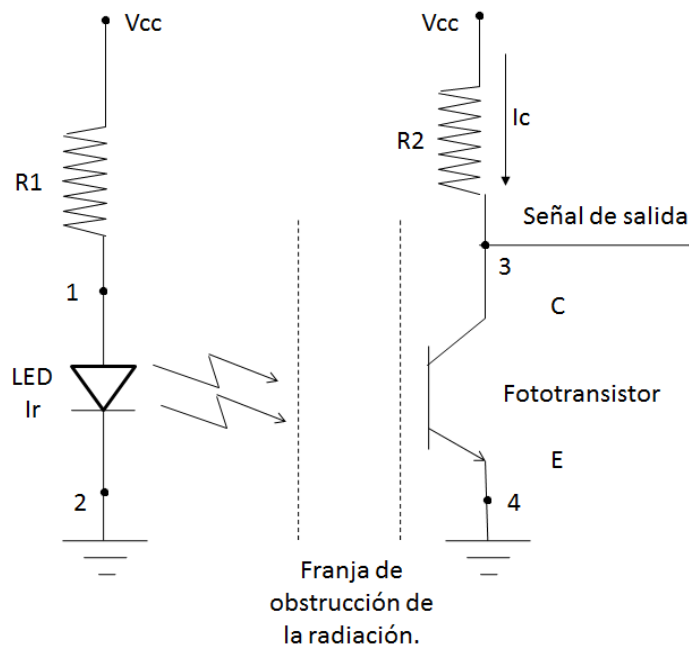 Vcc
R1
1
LED
Ir
2
Vcc
R2
Ic
Señal de salida
3
C
Fototransistor
E
4
Franja de
obstrucción de
la radiación.